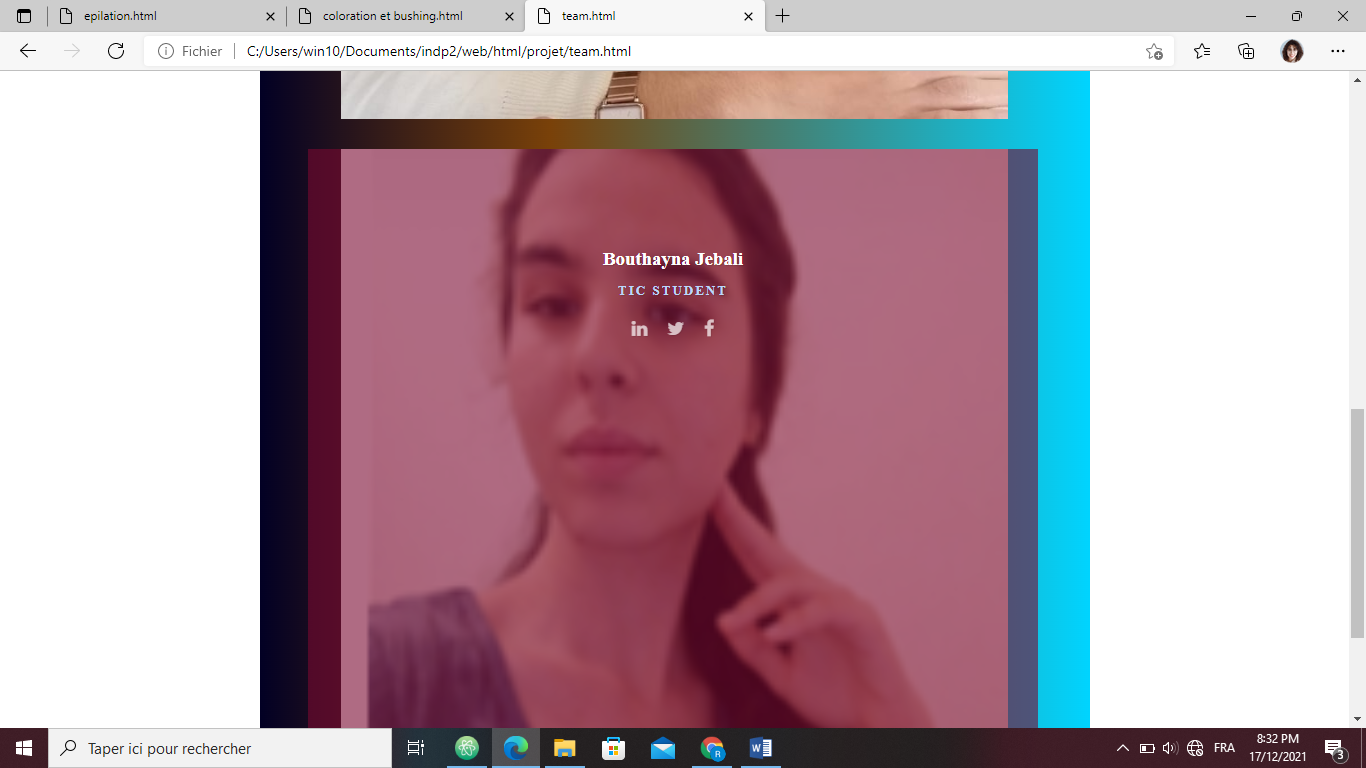 epilation.html
coloration et bushing.html
team.html
Fichier
C:/Users/win10/Documents/indp2/web/html/projet/team.html
Bouthayna Jebali
TIC STUDENT
Taper ici pour rechercher
FRA
8:32 PM
17/12/2021
3